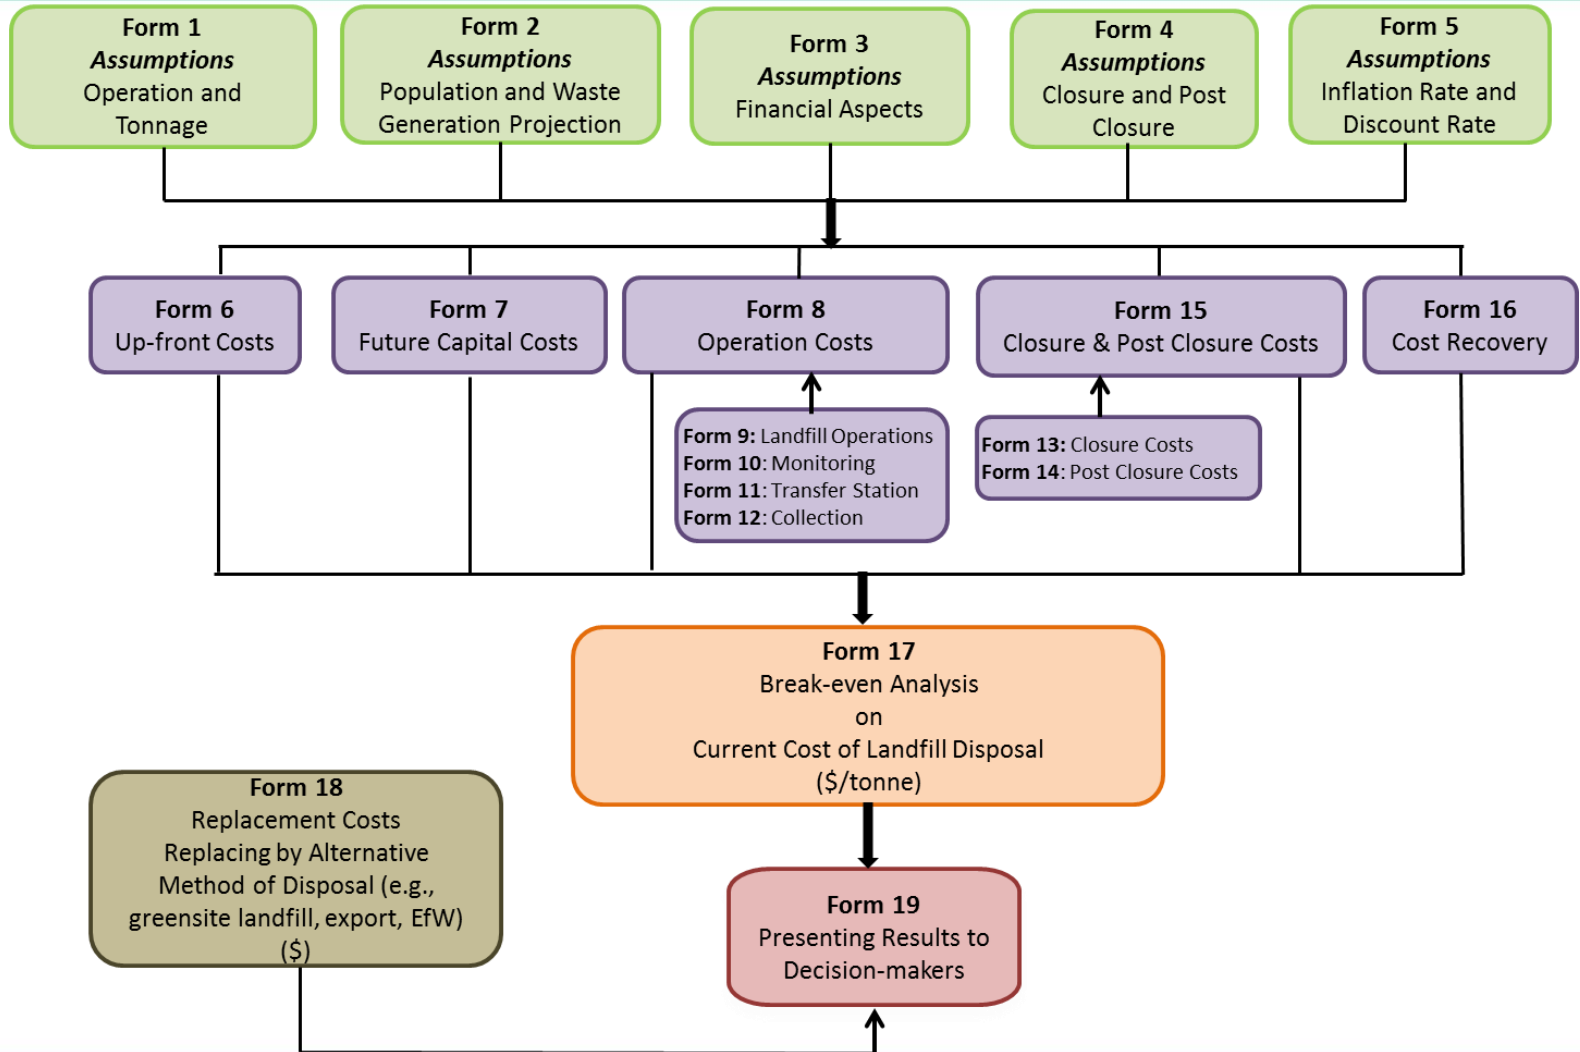 Form 1
Assumptions
Operation and
Tonnage
Form 2
Assumptions
Population and Waste
Generation Projection
Form 3
Assumptions
Financial Aspects
Form 4
Assumptions
Closure and Post
Closure
Form 5
Assumptions
Inflation Rate and
Discount Rate
Form 6
Up-front Costs
Form 7
Future Capital Costs
Form 8
Operation Costs
Form 15
Closure & Post Closure Costs
Form 16
Cost Recovery
Form 9: Landfill Operations
Form 10: Monitoring
Form 11: Transfer Station
Form 12: Collection
Form 13: Closure Costs
Form 14: Post Closure Costs
Form 17
Break-even Analysis
on
Current Cost of Landfill Disposal
($/tonne)
Form 18
Replacement Costs
Replacing by Alternative
Method of Disposal (e.g.,
greensite landfill, export, EfW)
($)
Form 19
Presenting Results to
Decision-makers